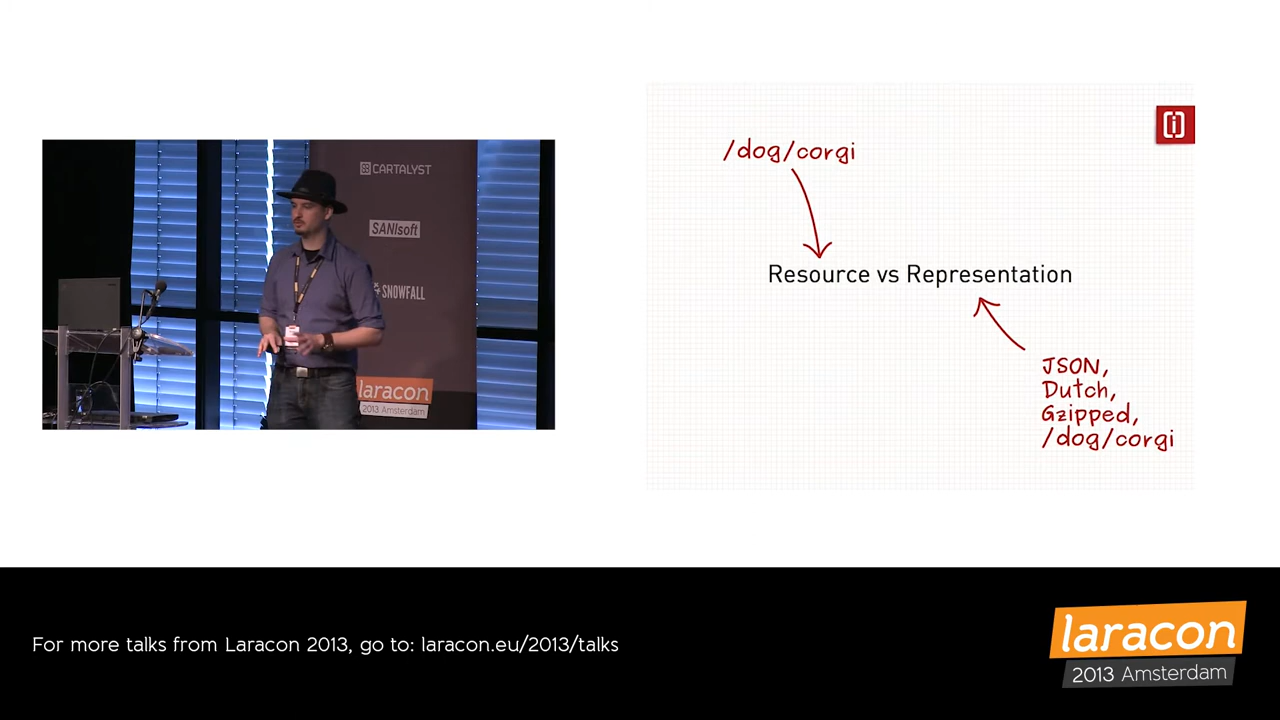 CARTALYST
SANIsoft
SNOWFALL
laracon
2013 Amsterdam
/dog/corgi
Resource vs Representation
JSON,
Dutch,
Gzipped,
/dog/corgi
For more talks from Laracon 2013, go to: laracon.eu/2013/talks
laracon
2013 Amsterdam